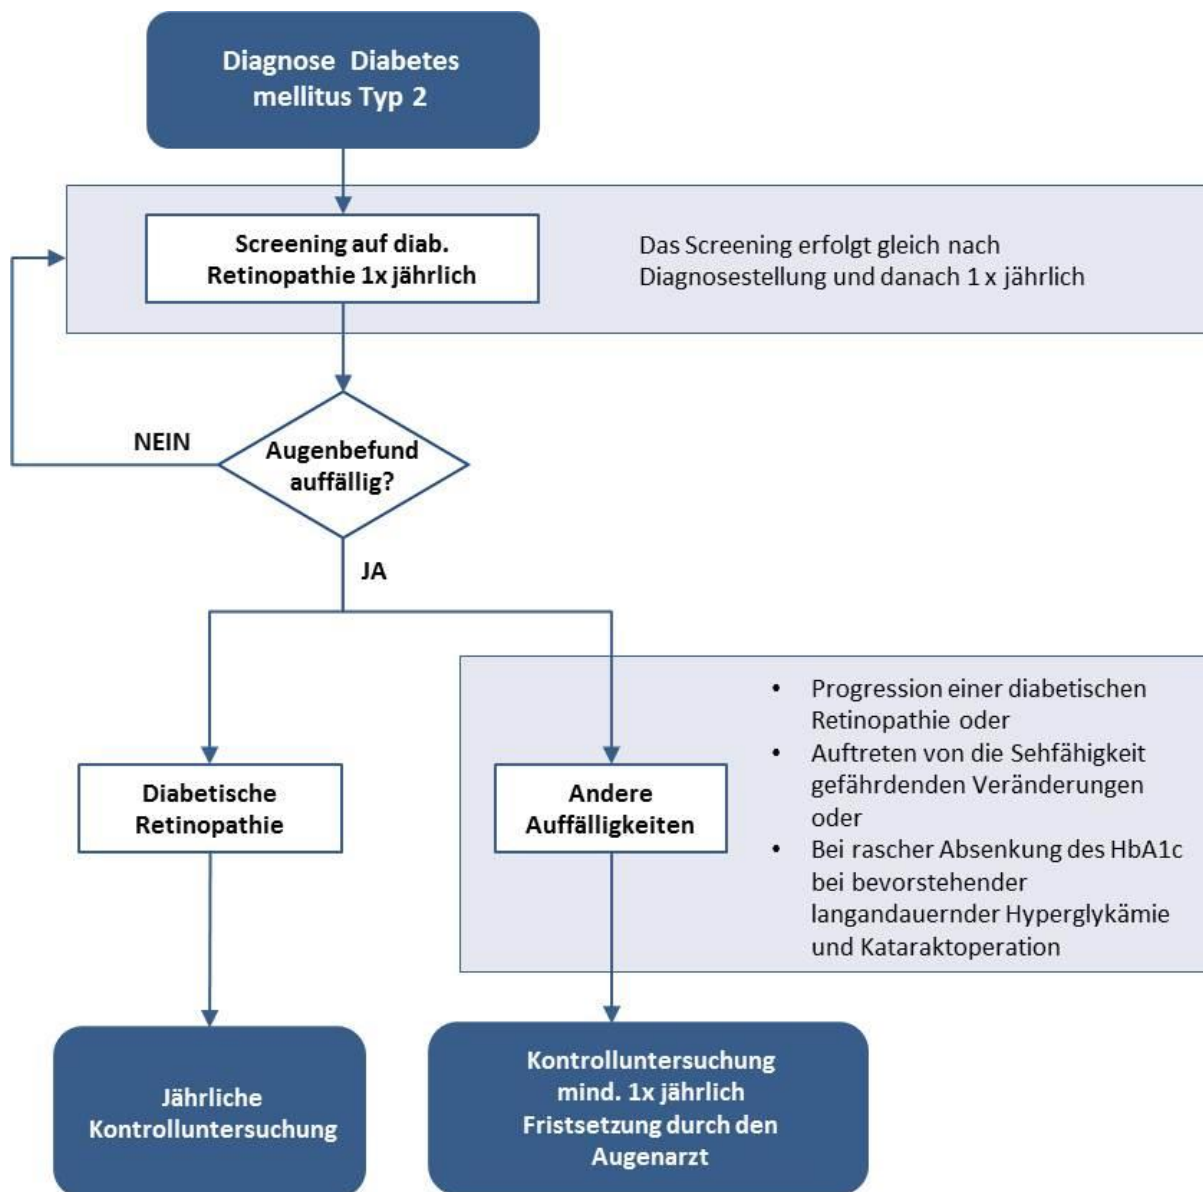 Diagnose Diabetes
mellitus Typ 2
Screening auf diab.
Retinopathie 1x jährlich
Das Screening erfolgt gleich nach
Diagnosestellung und danach 1 x jährlich
NEIN
Augenbefund
auffällig?
JA
Diabetische
Retinopathie
Andere
Auffälligkeiten
• Progression einer diabetischen
Retinopathie oder
• Auftreten von die Sehfähigkeit
gefährdenden Veränderungen
oder
• Bei rascher Absenkung des HbA1c
bei bevorstehender
langandauernder Hyperglykämie
und Kataraktoperation
Jährliche
Kontrolluntersuchung
Kontrolluntersuchung
mind. 1x jährlich
Fristsetzung durch den
Augenarzt